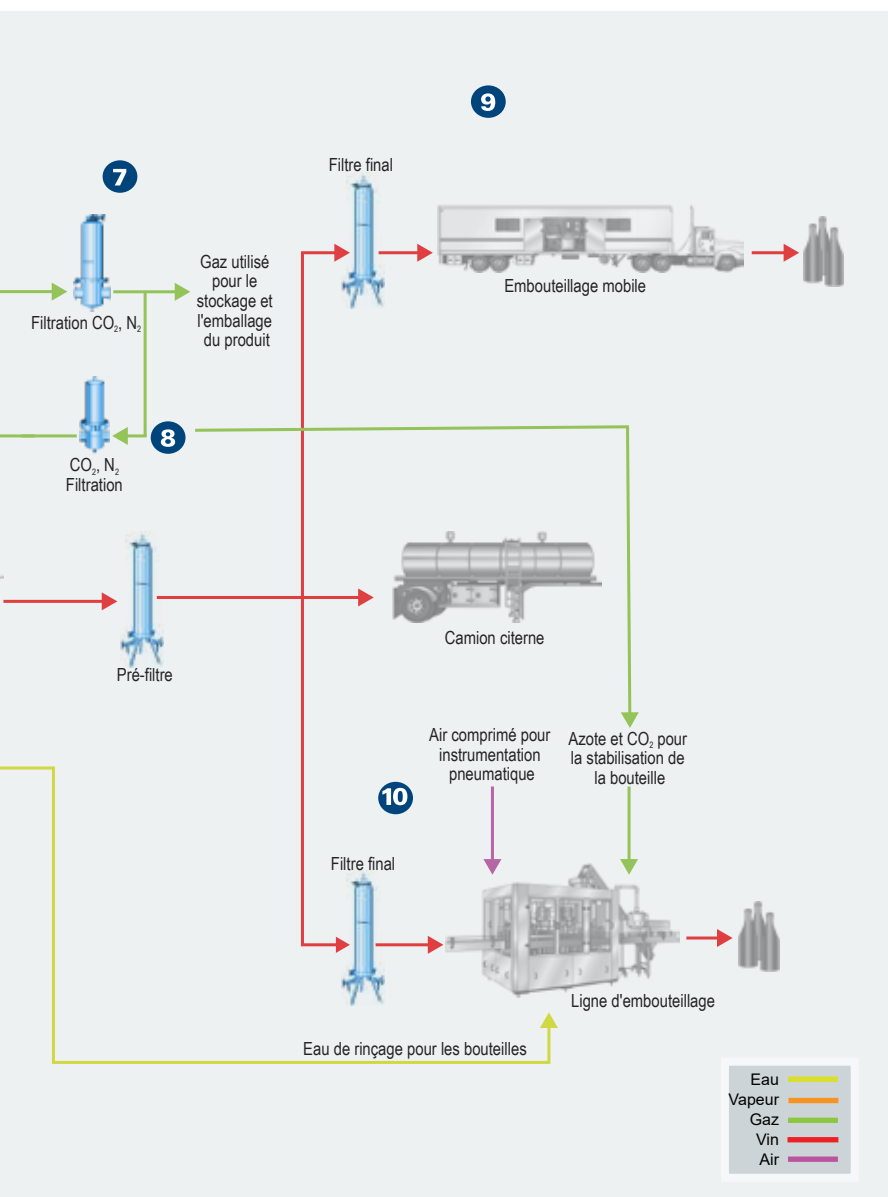 9
Filtre final
7
Gaz utilisé
pour le
stockage et
l'emballage
du produit
Embouteillage mobile
Filtration CO₂, N₂
8
CO₂, N₂
Filtration
Camion citerne
Pré-filtre
Air comprimé pour
instrumentation
pneumatique
Azote et CO₂ pour
la stabilisation de
la bouteille
10
Filtre final
Ligne d'embouteillage
Eau de rinçage pour les bouteilles
Eau
Vapeur
Gaz
Vin
Air